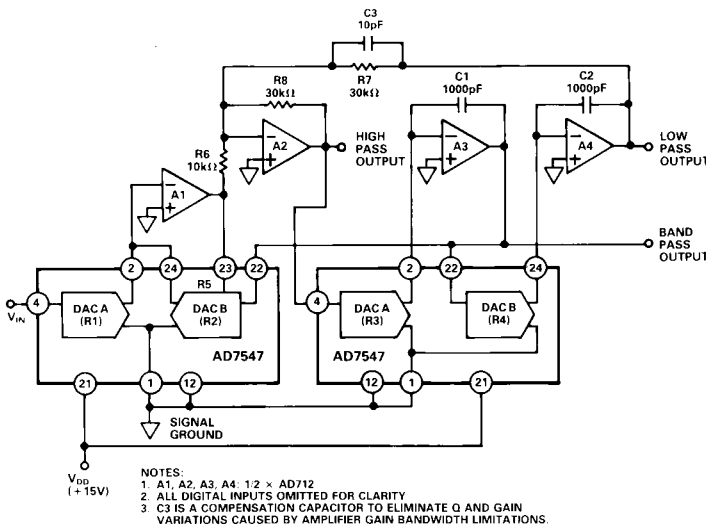 C3
10pF
R8
30kΩ
R7
30kΩ
C1
1000pF
C2
1000pF
A2
HIGH
PASS
OUTPUT
A3
A4
LOW
PASS
OUTPUT
R6
10kΩ
A1
BAND
PASS
OUTPUT
2
24
23
22
2
22
24
R5
4
VIN
DAC A
(R1)
DAC B
(R2)
AD7547
4
DAC A
(R3)
DAC B
(R4)
AD7547
21
1
12
12
1
21
SIGNAL
GROUND
VDD
(+15V)
NOTES:
1. A1, A2, A3, A4: 1/2 × AD712
2. ALL DIGITAL INPUTS OMITTED FOR CLARITY
3. C3 IS A COMPENSATION CAPACITOR TO ELIMINATE Q AND GAIN
VARIATIONS CAUSED BY AMPLIFIER GAIN BANDWIDTH LIMITATIONS.